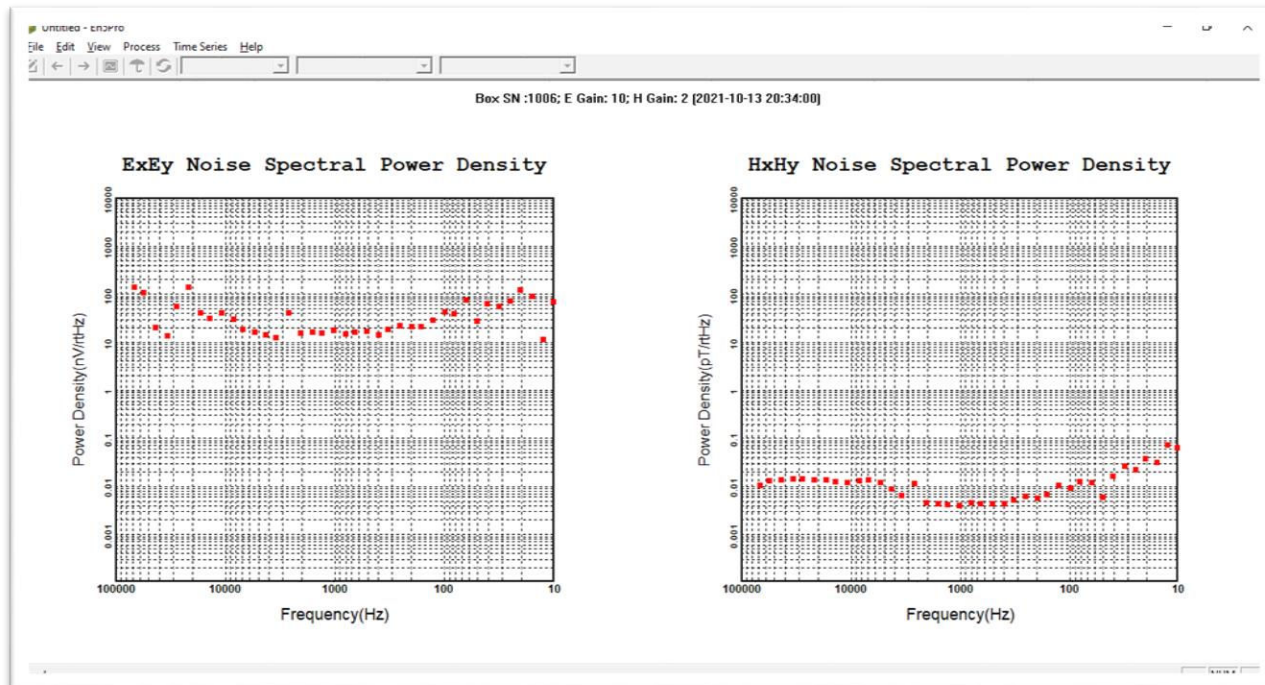 Untitled - En5Pro
File Edit View Process Time Series Help
Box SN :1006; E Gain: 10; H Gain: 2 (2021-10-13 20:34:00)
ExEy Noise Spectral Power Density
10000
1000
100
10
1
0.1
0.01
0.001
Power Density(nV/rtHz)
100000 10000 1000 100 10
Frequency(Hz)
HxHy Noise Spectral Power Density
10000
1000
100
10
1
0.1
0.01
0.001
Power Density(pT/rtHz)
100000 10000 1000 100 10
Frequency(Hz)
NUM